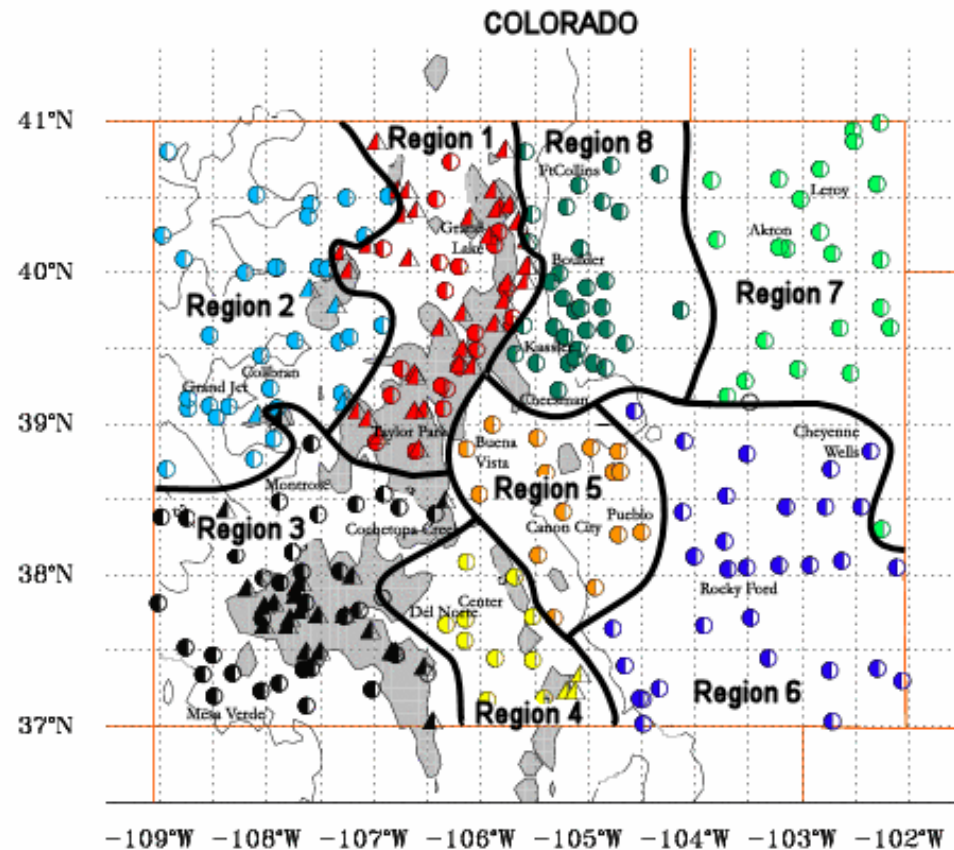 COLORADO
41°N
Region 1
Region 8
FtCollins
Leroy
Grand
Lake
Akron
Boulder
40°N
Region 2
Region 7
Kassler
Collbran
Grand Jct
Cheesman
39°N
Taylor Park
Buena
Vista
Cheyenne
Wells
Montrose
Region 5
Region 3
Cochetopa Creek
Canon City
Pueblo
38°N
Rocky Ford
Del Norte
Center
Mesa Verde
Region 4
Region 6
37°N
-109°W -108°W -107°W -106°W -105°W -104°W -103°W -102°W